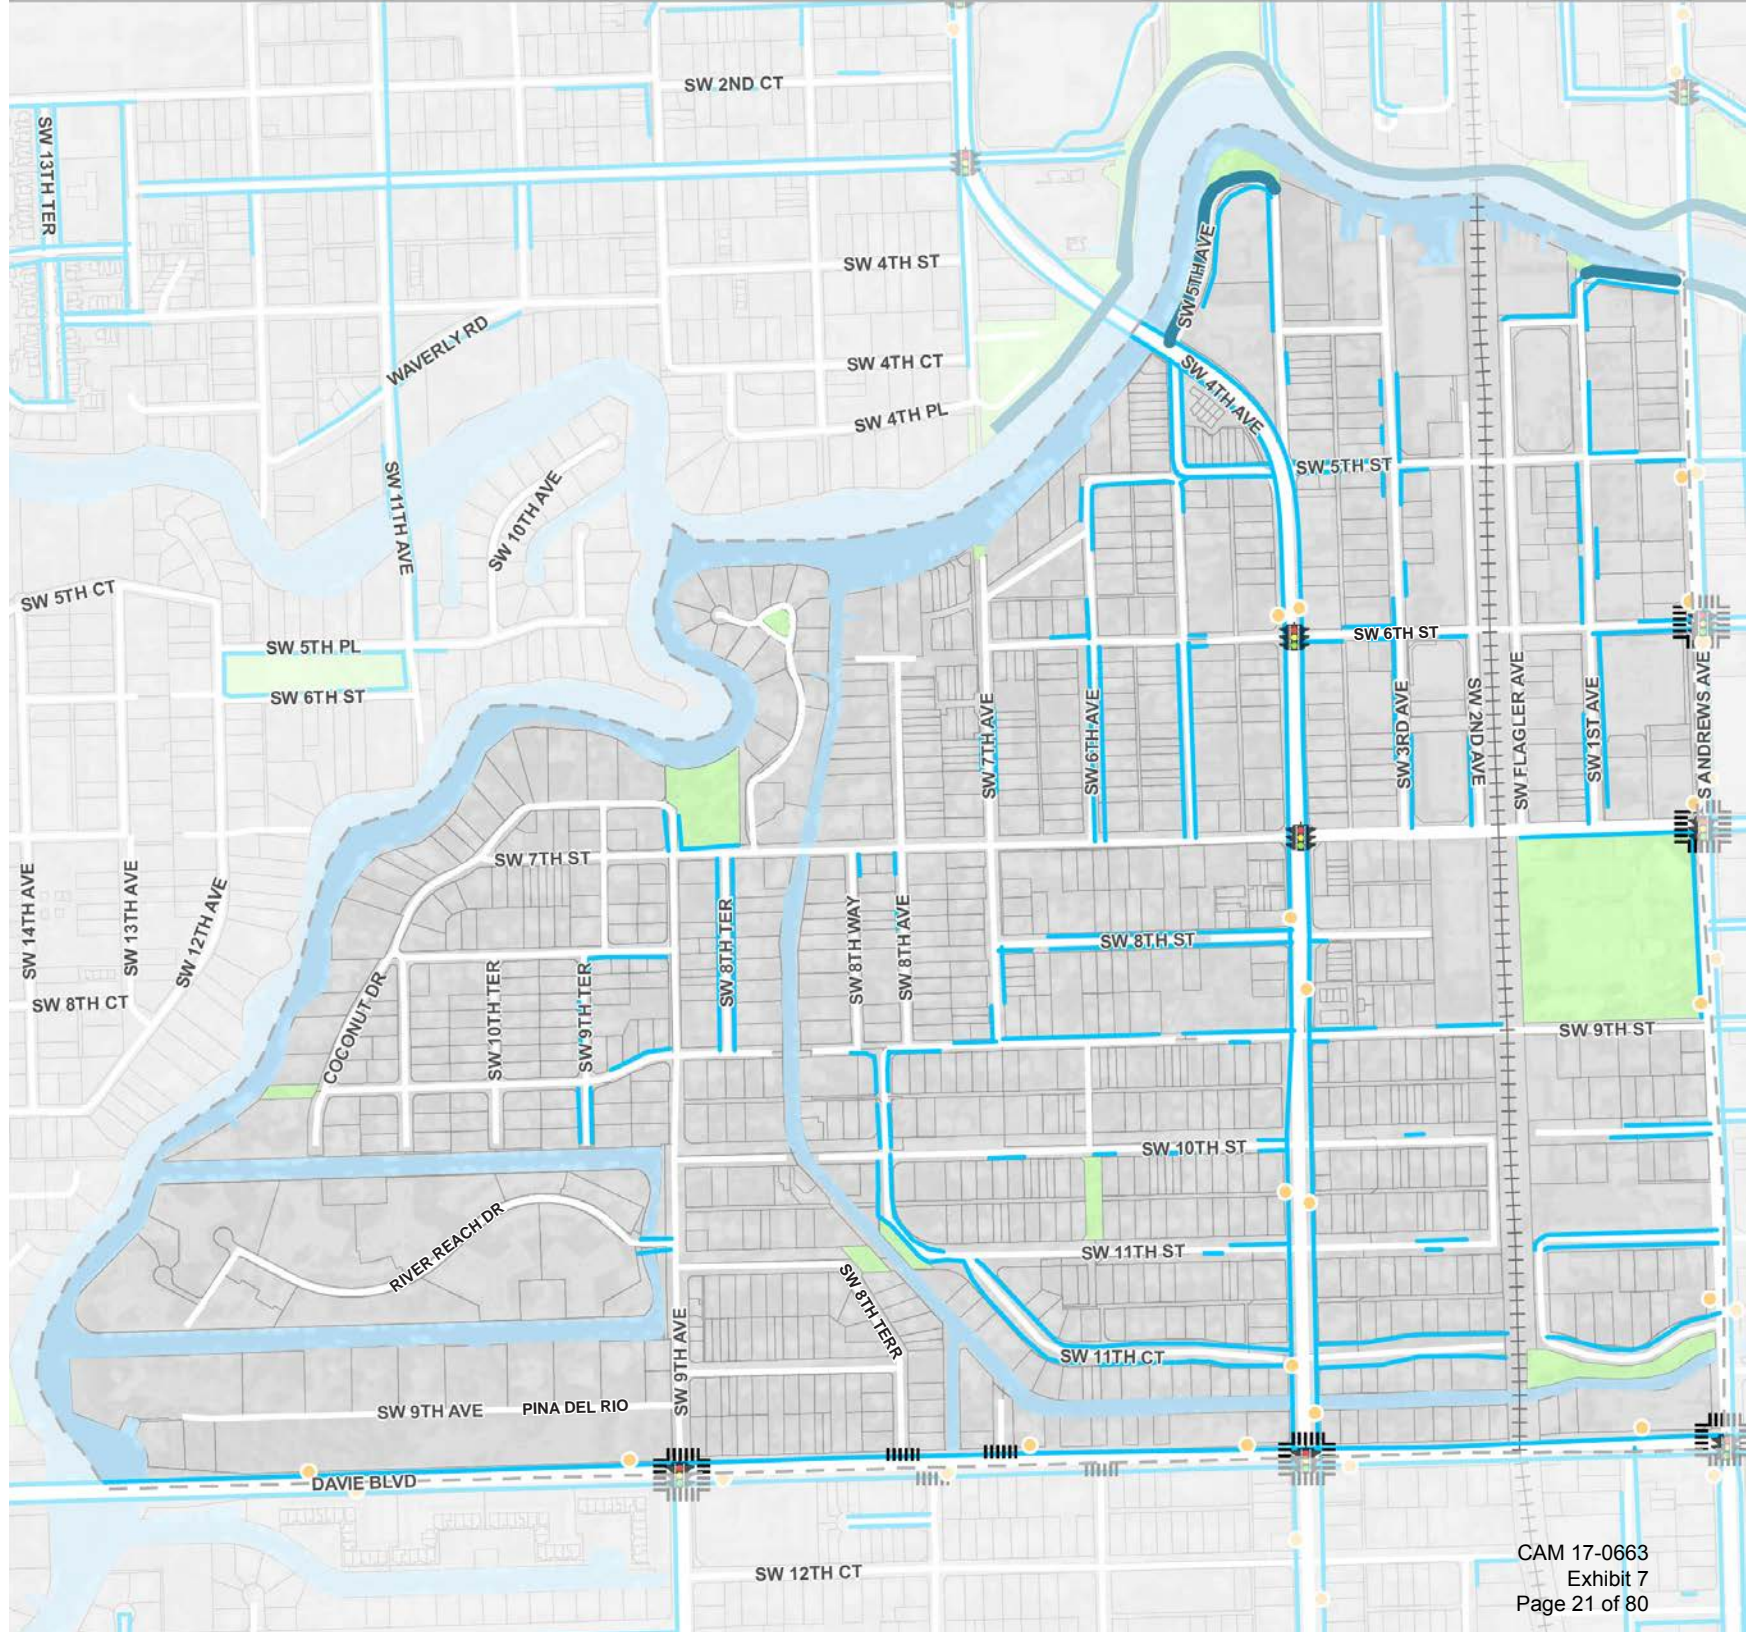 SW 2ND CT
SW 13TH TER
SW 4TH ST
SW 5TH AVE
WAVERLY RD
SW 4TH CT
SW 4TH AVE
SW 4TH PL
SW 5TH ST
SW 11TH AVE
SW 10TH AVE
SW 5TH CT
SW 5TH PL
SW 6TH ST
SW 6TH ST
SW 7TH AVE
SW 6TH AVE
SW 3RD AVE
SW 2ND AVE
SW FLAGLER AVE
SW 1ST AVE
S ANDREWS AVE
SW 7TH ST
SW 14TH AVE
SW 13TH AVE
SW 12TH AVE
SW 8TH TER
SW 8TH WAY
SW 8TH AVE
SW 8TH ST
SW 8TH CT
COCONUT DR
SW 10TH TER
SW 9TH TER
SW 9TH ST
SW 10TH ST
RIVER REACH DR
SW 11TH ST
SW 8TH TERR
SW 9TH AVE
SW 11TH CT
SW 9TH AVE
PINA DEL RIO
DAVIE BLVD
SW 12TH CT
CAM 17-0663
Exhibit 7
Page 21 of 80